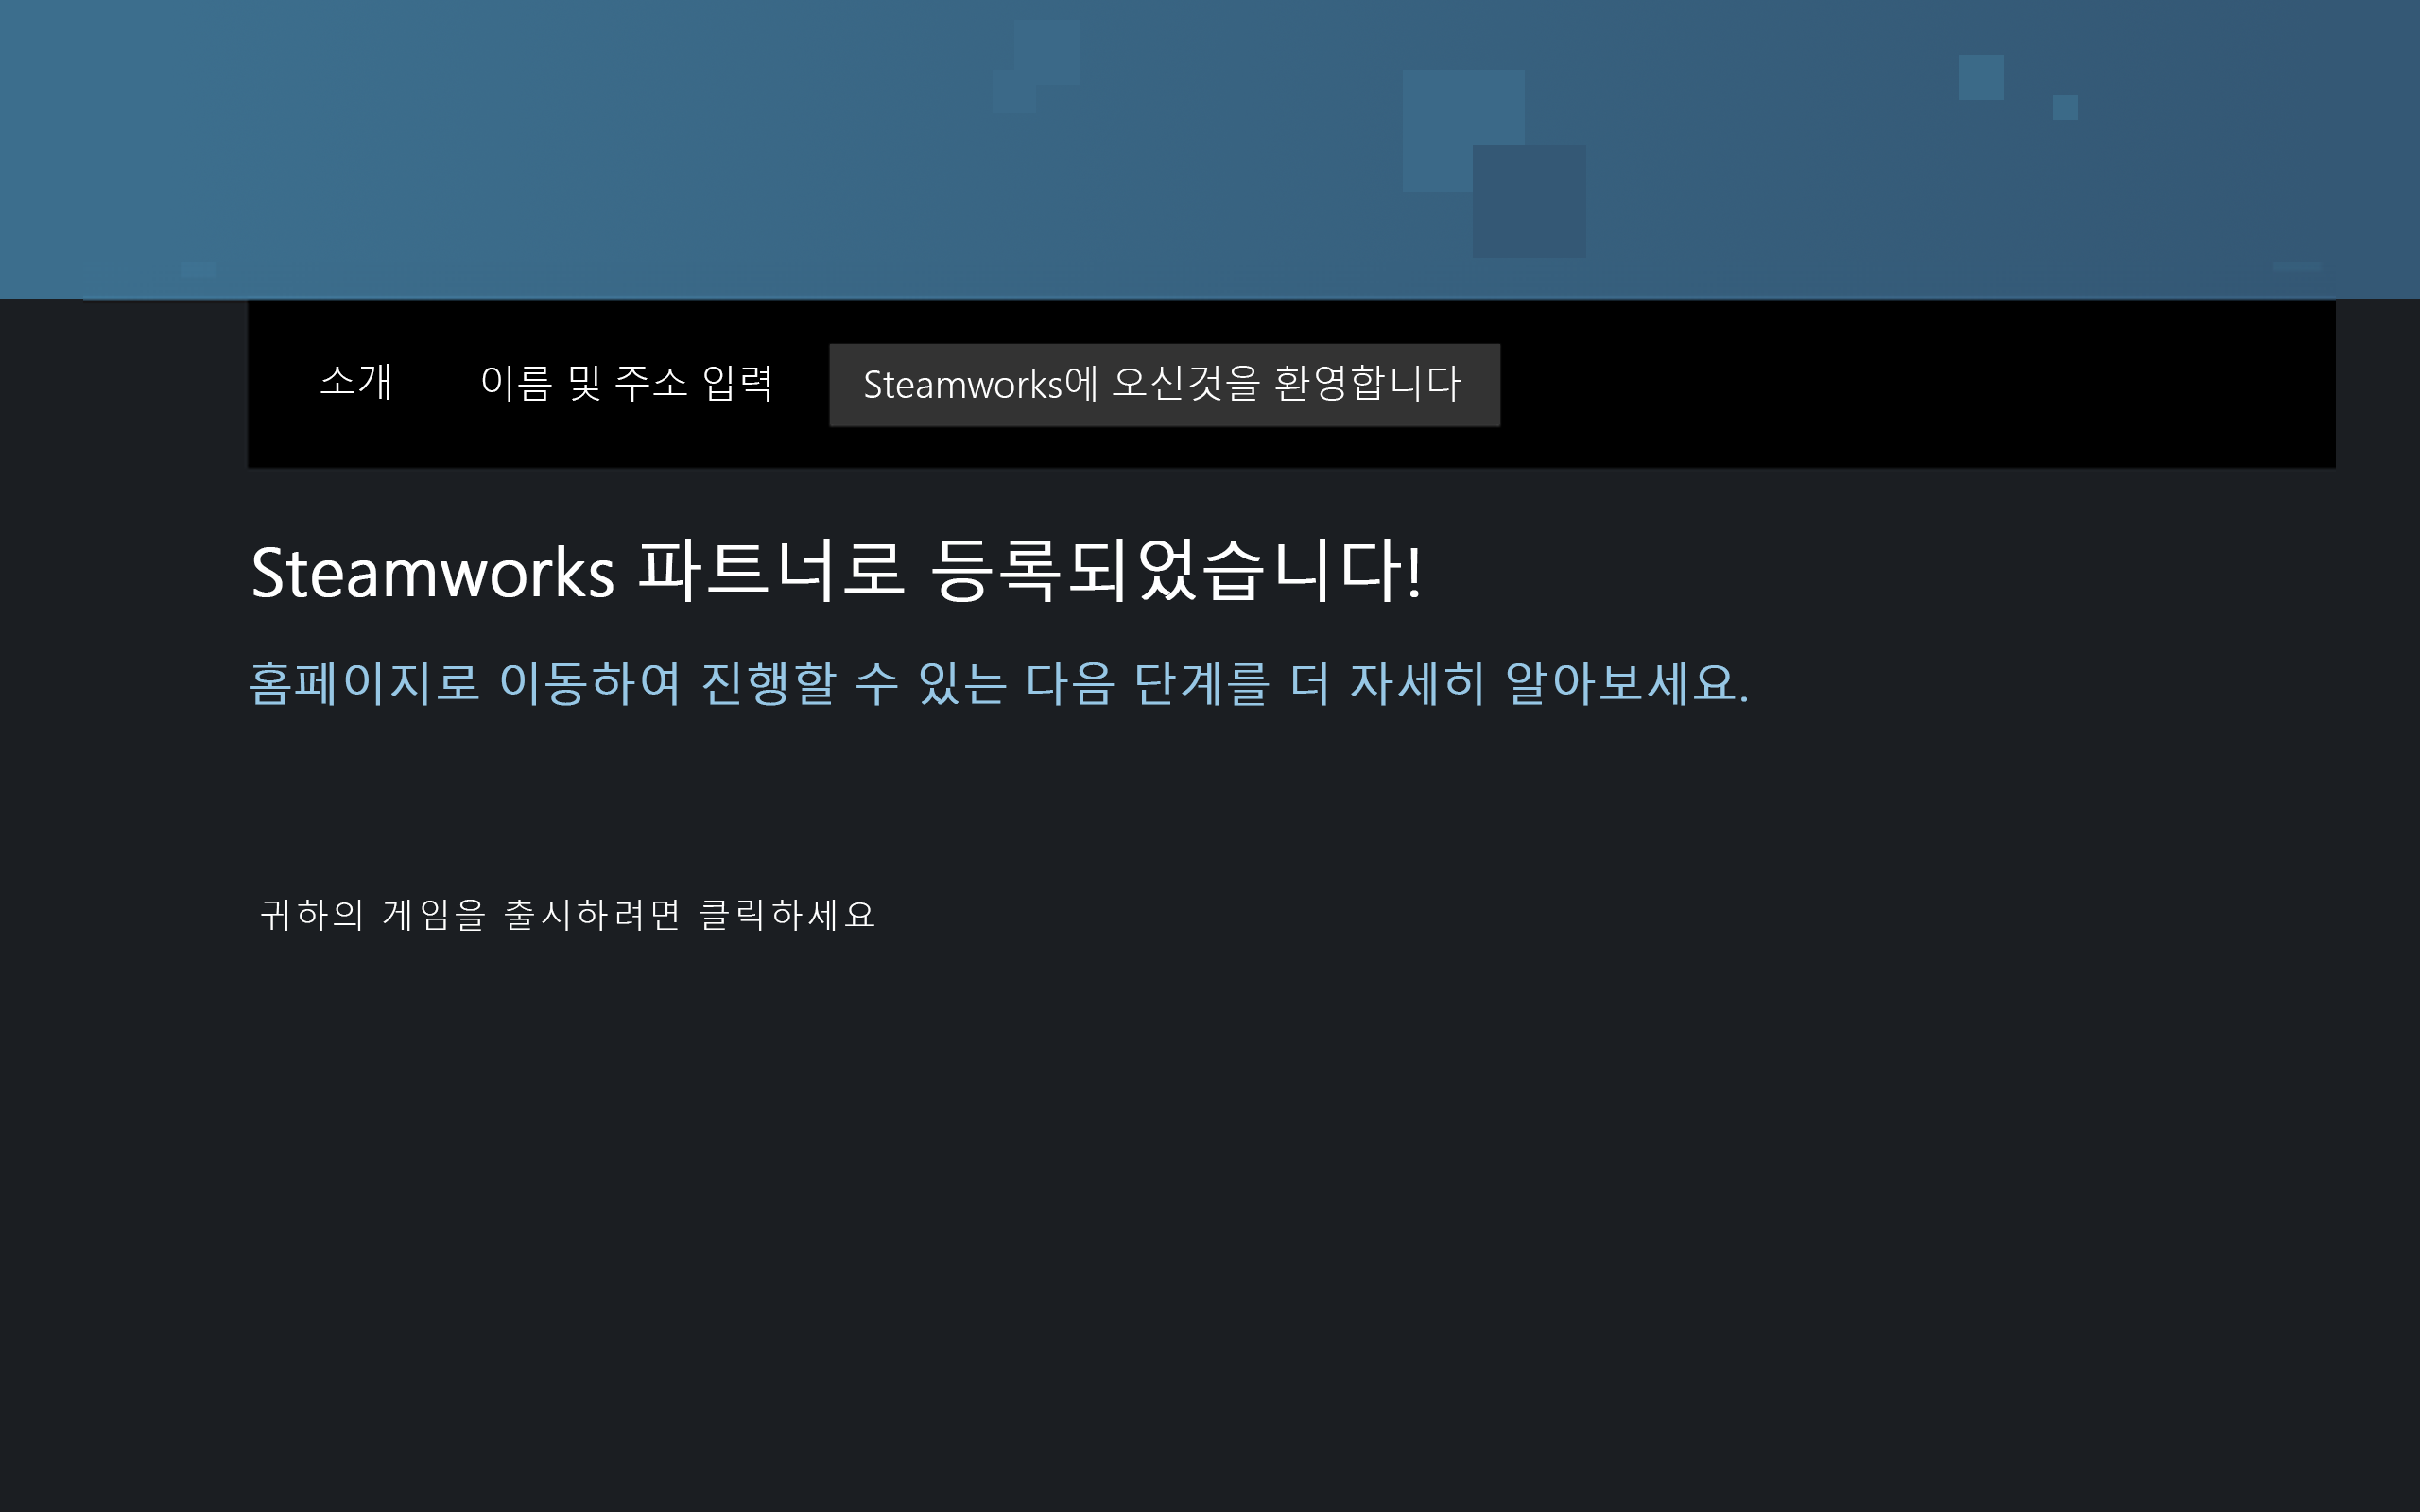 소개
이름 및 주소 입력
Steamworks에 오신것을 환영합니다
Steamworks 파트너로 등록되었습니다!
홈페이지로 이동하여 진행할 수 있는 다음 단계를 더 자세히 알아보세요.
귀하의 게임을 출시하려면 클릭하세요